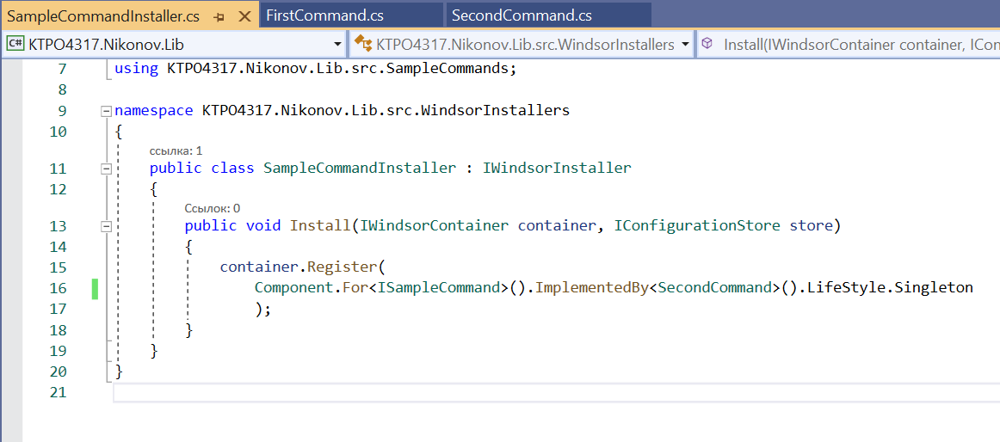 SampleCommandInstaller.cs FirstCommand.cs SecondCommand.cs
C# KTPO4317.Nikonov.Lib KTPO4317.Nikonov.Lib.src.WindsorInstallers Install(IWindsorContainer container, ICon
7 using KTPO4317.Nikonov.Lib.src.SampleCommands;
8
9 namespace KTPO4317.Nikonov.Lib.src.WindsorInstallers
10 {
ссылка: 1
11 public class SampleCommandInstaller : IWindsorInstaller
12 {
Ссылок: 0
13 public void Install(IWindsorContainer container, IConfigurationStore store)
14 {
15 container.Register(
16 Component.For<ISampleCommand>().ImplementedBy<SecondCommand>().LifeStyle.Singleton
17 );
18 }
19 }
20 }
21